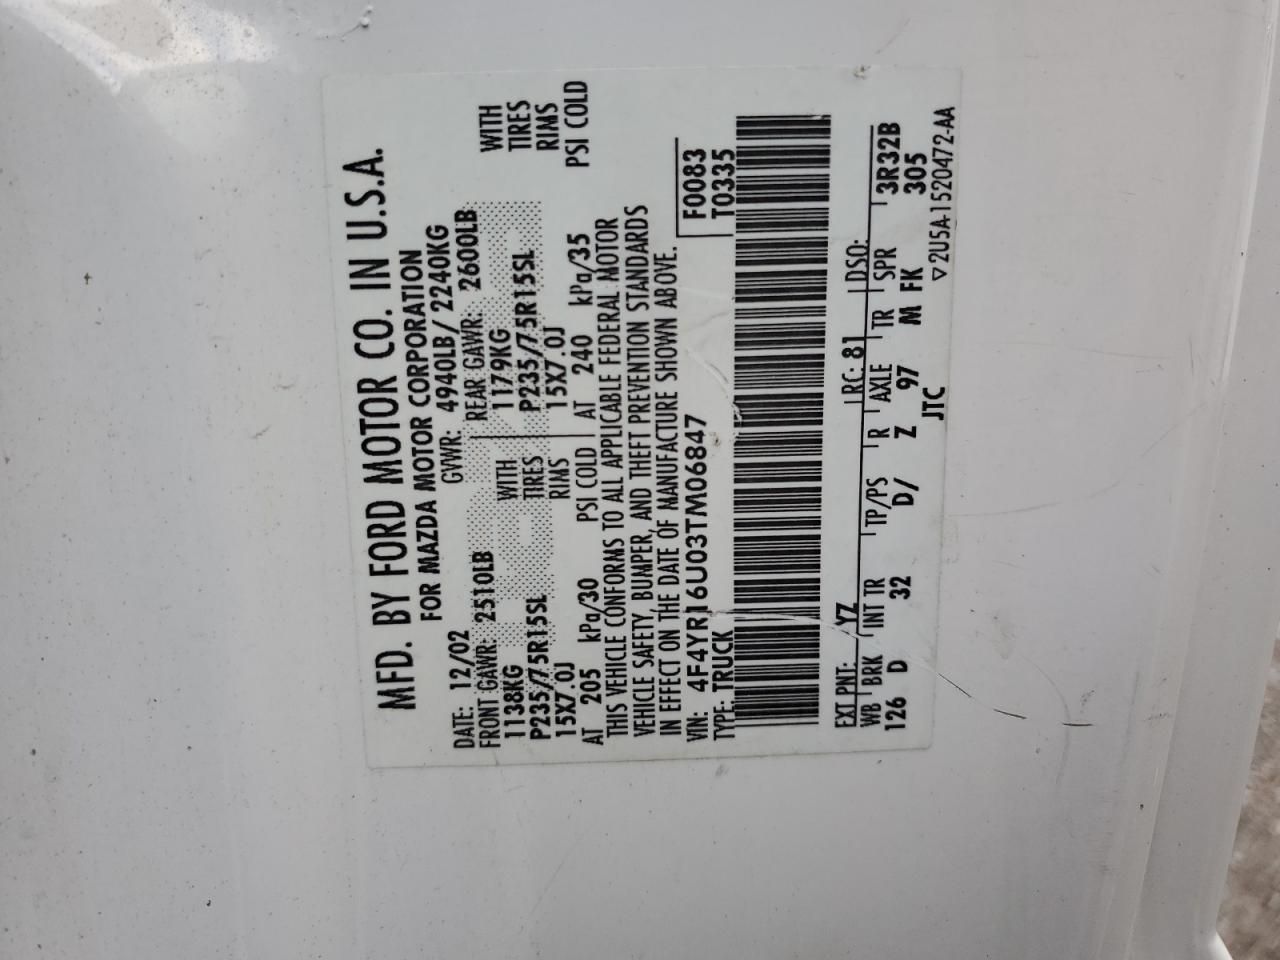 MFD. BY FORD MOTOR CO. IN U.S.A.
FOR MAZDA MOTOR CORPORATION
DATE: 12/02 GVWR: 4940LB/ 2240KG
FRONT GAWR: 2510LB REAR GAWR: 2600LB
1138KG WITH 1179KG WITH
P235/75R15SL TIRES P235/75R15SL TIRES
15X7.0J RIMS 15X7.0J RIMS
AT 205 kPa/30 PSI COLD AT 240 kPa/35 PSI COLD
THIS VEHICLE CONFORMS TO ALL APPLICABLE FEDERAL MOTOR
VEHICLE SAFETY, BUMPER, AND THEFT PREVENTION STANDARDS
IN EFFECT ON THE DATE OF MANUFACTURE SHOWN ABOVE.
VIN: 4F4YR16U03TM06847 F0083
TYPE: TRUCK T0335
EXT PNT: YZ RC: 81 DSO:
WB BRK INT TR TP/PS R AXLE TR SPR 3R32B
126 D 32 D/ Z 97 M FK 305
JTC ▽2U5A-1520472-AA